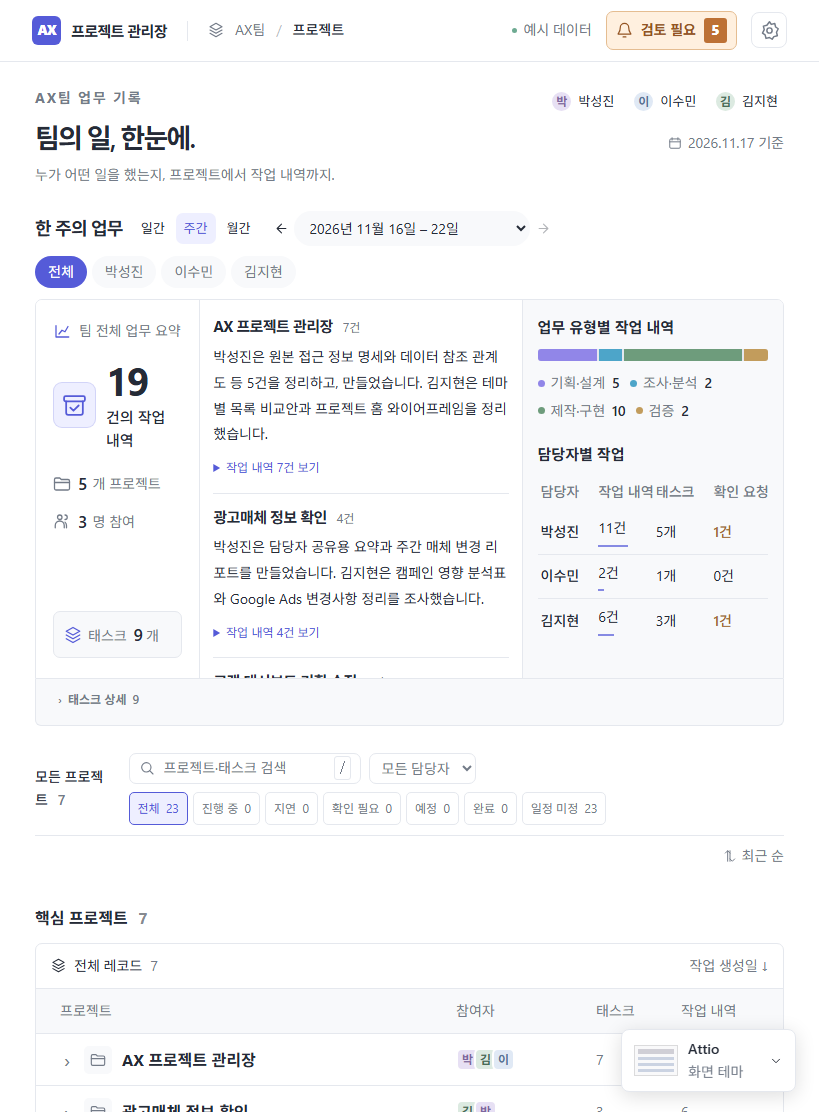 AX 프로젝트 관리장 AX팀 / 프로젝트 예시 데이터 검토 필요 5
AX팀 업무 기록
박 박성진 이 이수민 김 김지현
팀의 일, 한눈에.
2026.11.17 기준
누가 어떤 일을 했는지, 프로젝트에서 작업 내역까지.
한 주의 업무 일간 주간 월간 ← 2026년 11월 16일 – 22일 →
전체 박성진 이수민 김지현
팀 전체 업무 요약
19
건의 작업
내역
5 개 프로젝트
3 명 참여
태스크 9 개
AX 프로젝트 관리장 7건
박성진은 원본 접근 정보 명세와 데이터 참조 관계
도 등 5건을 정리하고, 만들었습니다. 김지현은 테마
별 목록 비교안과 프로젝트 홈 와이어프레임을 정리
했습니다.
▶ 작업 내역 7건 보기
광고매체 정보 확인 4건
박성진은 담당자 공유용 요약과 주간 매체 변경 리
포트를 만들었습니다. 김지현은 캠페인 영향 분석표
와 Google Ads 변경사항 정리를 조사했습니다.
▶ 작업 내역 4건 보기
업무 유형별 작업 내역
기획·설계 5 조사·분석 2
제작·구현 10 검증 2
담당자별 작업
담당자 작업 내역 태스크 확인 요청
박성진 11건 5개 1건
이수민 2건 1개 0건
김지현 6건 3개 1건
› 태스크 상세 9
모든 프로젝
트 7
프로젝트·태스크 검색 / 모든 담당자
전체 23 진행 중 0 지연 0 확인 필요 0 예정 0 완료 0 일정 미정 23
최근 순
핵심 프로젝트 7
전체 레코드 7 작업 생성일 ↓
프로젝트 참여자 태스크 작업 내역
› AX 프로젝트 관리장 박 김 이 7
Attio
화면 테마
광고매체 정보 확인 김 박